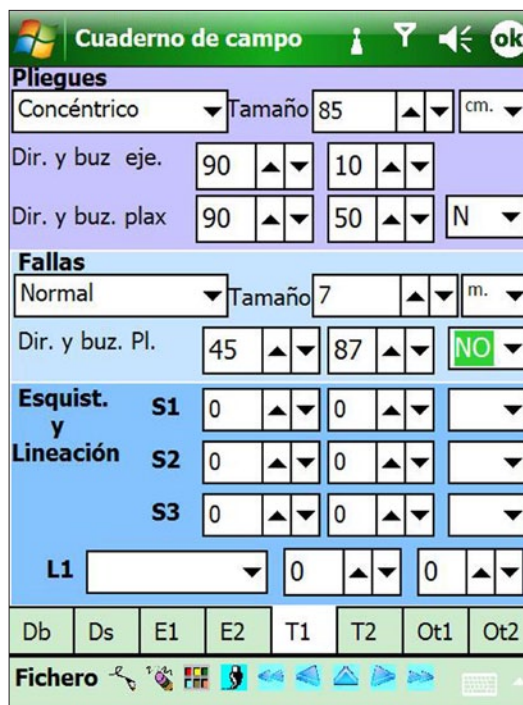 Cuaderno de campo ok
Pliegues
Concéntrico Tamaño 85 cm.
Dir. y buz eje. 90 10
Dir. y buz. plax 90 50 N
Fallas
Normal Tamaño 7 m.
Dir. y buz. Pl. 45 87 NO
Esquist. S1 0 0
y
Lineación S2 0 0
S3 0 0
L1 0 0
Db Ds E1 E2 T1 T2 Ot1 Ot2
Fichero